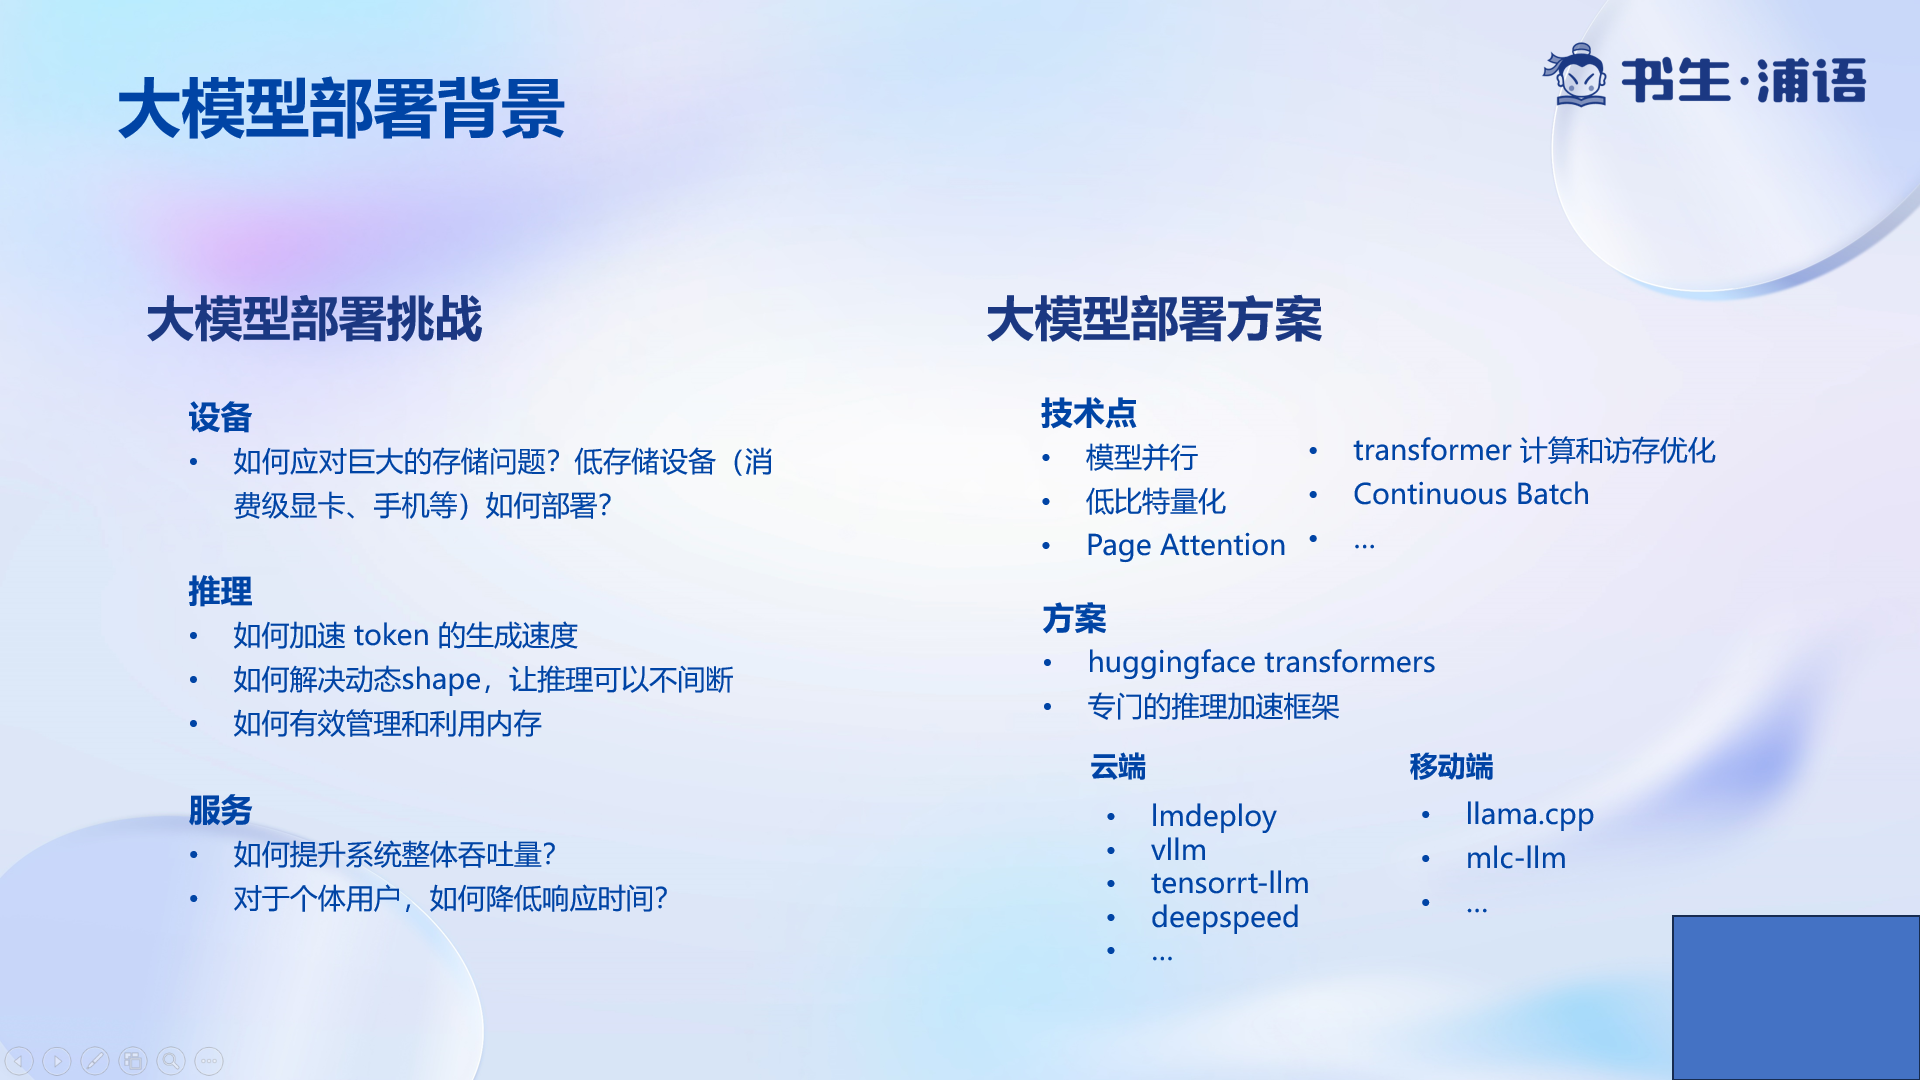 大模型部署背景
书生·浦语
大模型部署挑战
设备
• 如何应对巨大的存储问题？低存储设备（消
费级显卡、手机等）如何部署？
推理
• 如何加速 token 的生成速度
• 如何解决动态shape，让推理可以不间断
• 如何有效管理和利用内存
服务
• 如何提升系统整体吞吐量？
• 对于个体用户，如何降低响应时间？
大模型部署方案
技术点
• 模型并行
• 低比特量化
• Page Attention
• transformer 计算和访存优化
• Continuous Batch
• ...
方案
• huggingface transformers
• 专门的推理加速框架
云端
• lmdeploy
• vllm
• tensorrt-llm
• deepspeed
• ...
移动端
• llama.cpp
• mlc-llm
• ...